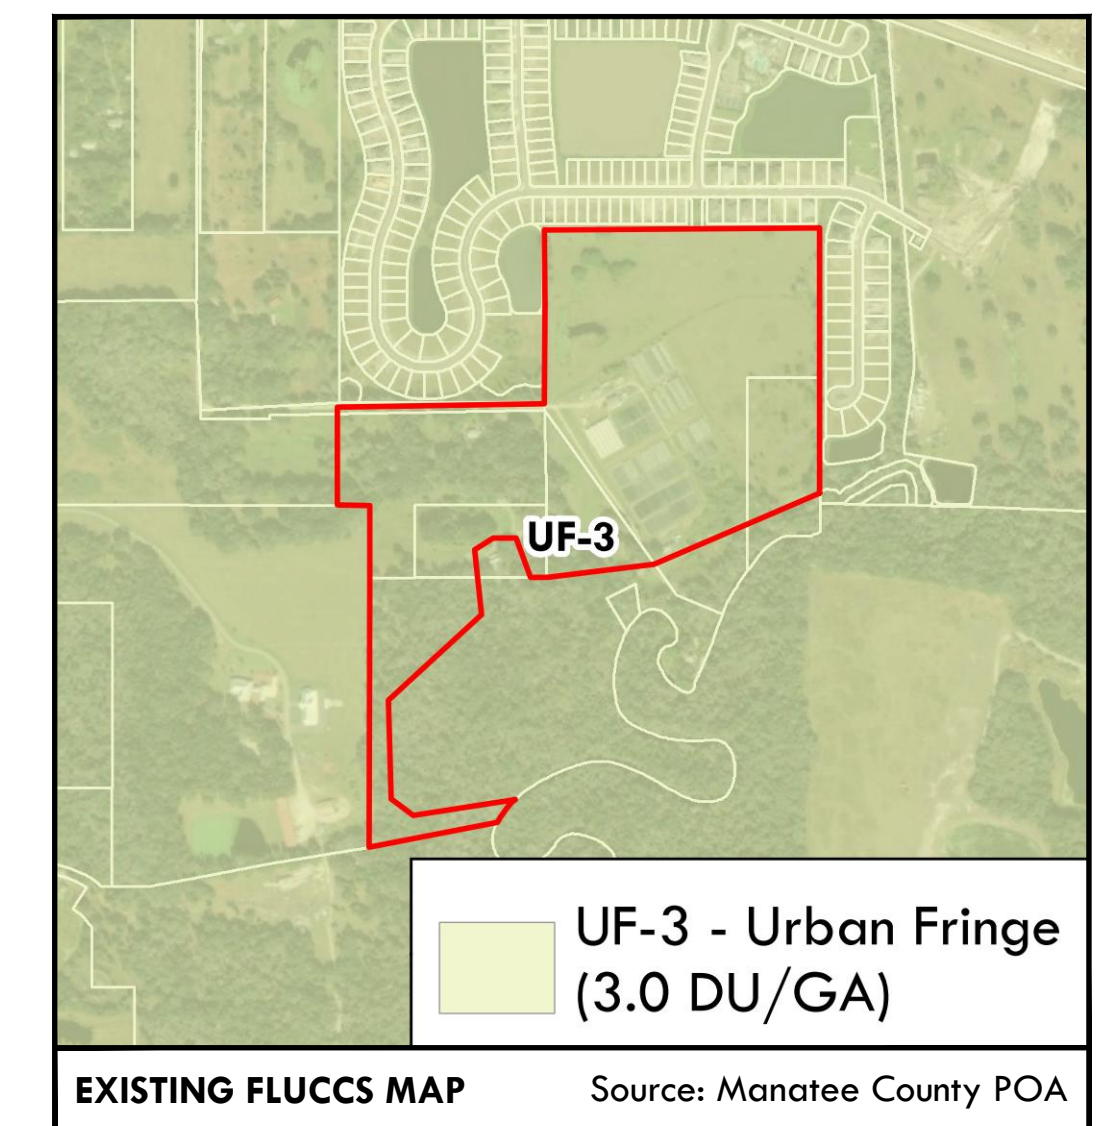 UF-3
UF-3 - Urban Fringe
(3.0 DU/GA)
EXISTING FLUCCS MAP Source: Manatee County POA